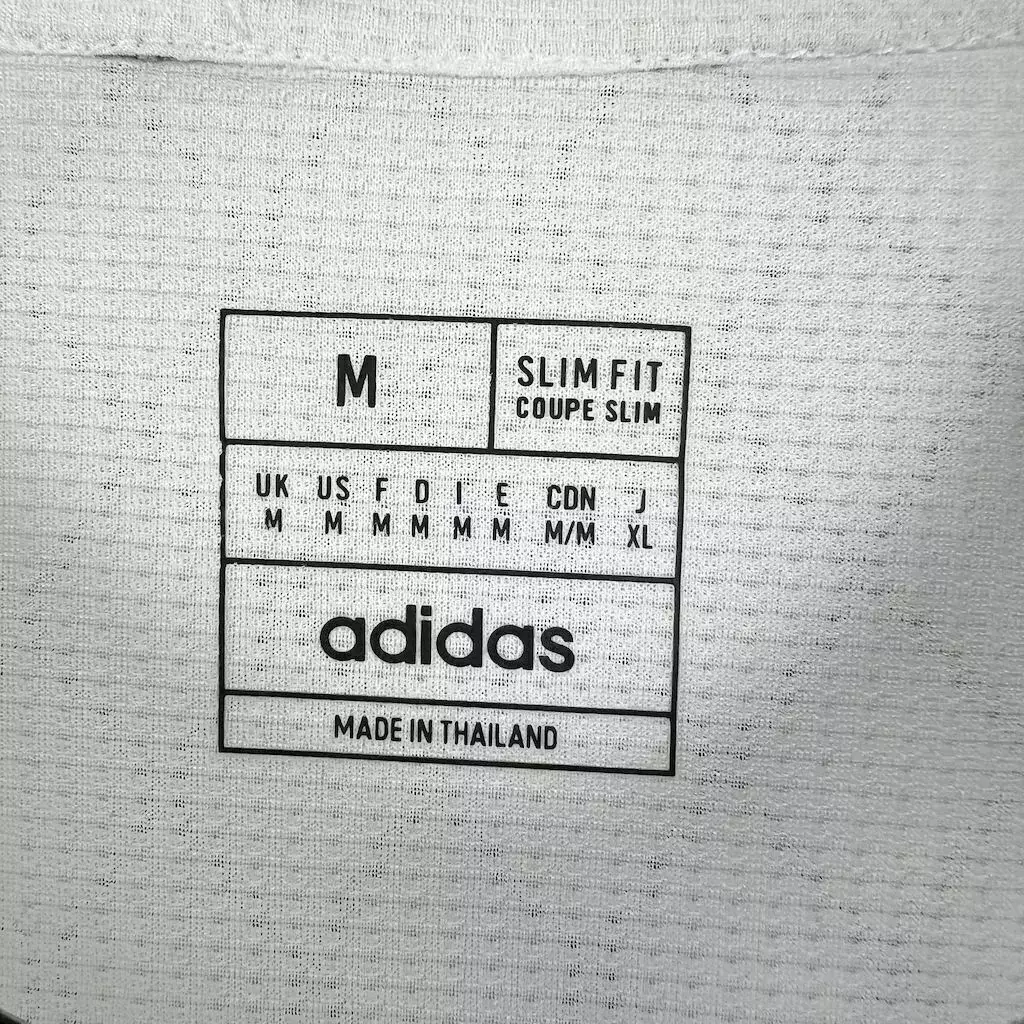 M
SLIM FIT
COUPE SLIM
UK US F D I E CDN J
M M M M M M M/M XL
adidas
MADE IN THAILAND